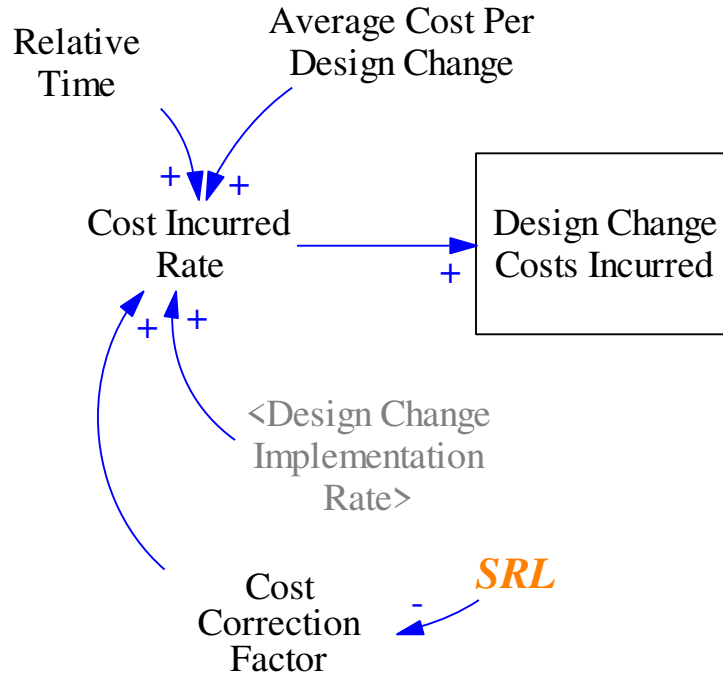 Relative
Time
Average Cost Per
Design Change
+
+
Cost Incurred
Rate
Design Change
Costs Incurred
+
+
+
<Design Change
Implementation
Rate>
SRL
-
Cost
Correction
Factor